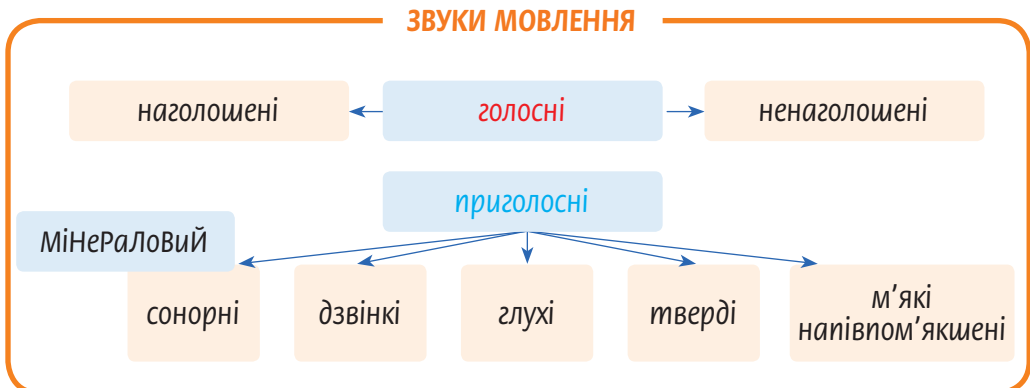 ЗВУКИ МОВЛЕННЯ
наголошені голосні ненаголошені
приголосні
МіНеРаЛоВиЙ
сонорні дзвінкі глухі тверді м’які
напівпом’якшені